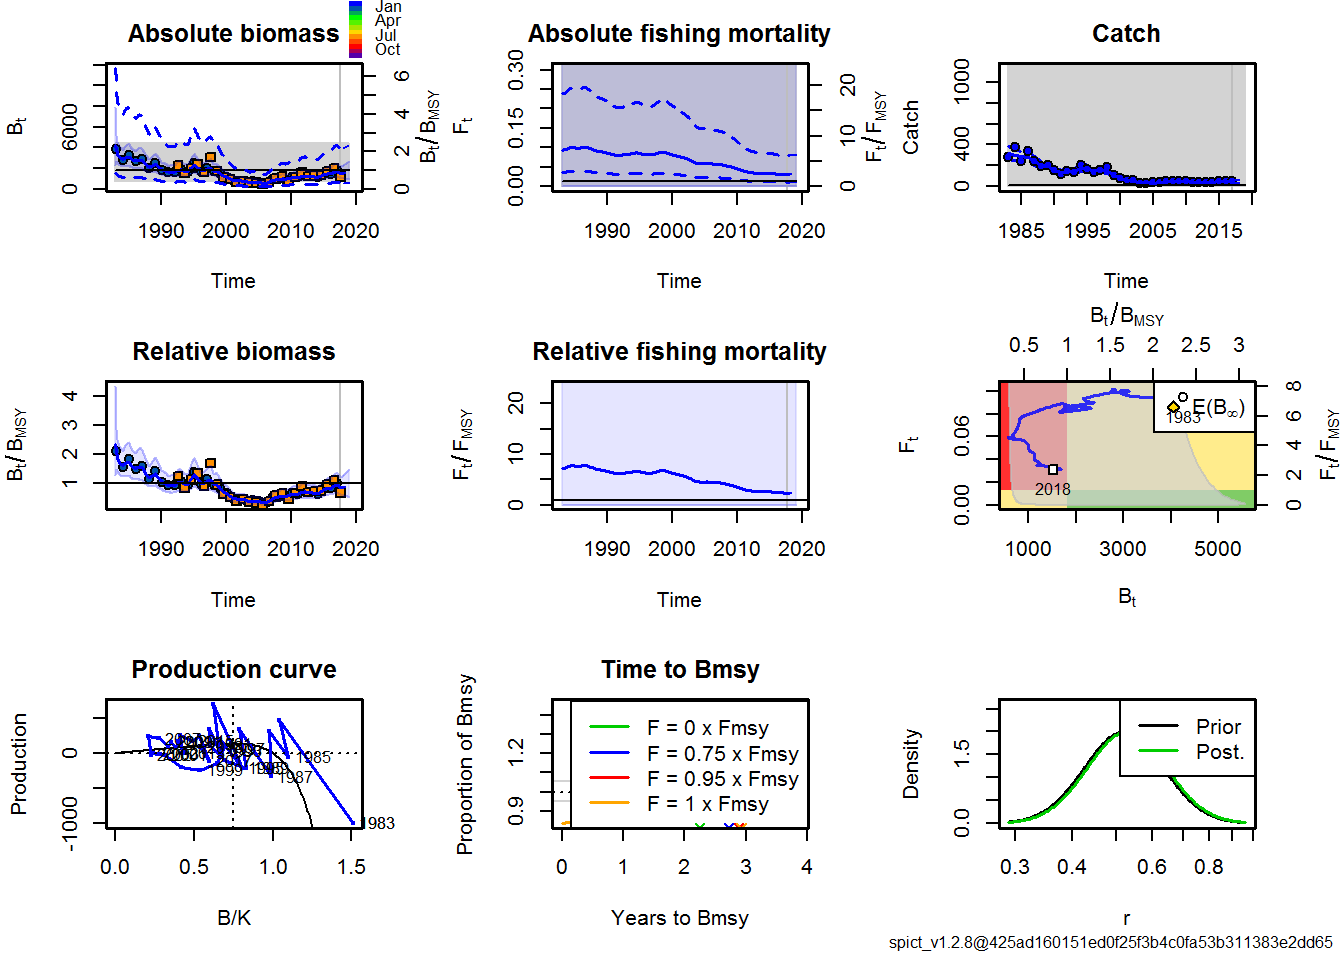 Absolute biomass
Jan
Apr
Jul
Oct
Bt
0
6000
0 2 4 6
Bt/BMSY
1990 2000 2010 2020
Time
Absolute fishing mortality
Ft
0.00 0.15 0.30
0 10 20
Ft/FMSY
1990 2000 2010 2020
Time
Catch
Catch
0 400 1000
1985 1995 2005 2015
Time
Relative biomass
Bt/BMSY
1 2 3 4
1990 2000 2010 2020
Time
Relative fishing mortality
Ft/FMSY
0 10 20
1990 2000 2010 2020
Time
Bt/BMSY
0.5 1 1.5 2 2.5 3
Ft
0.00 0.06
E(B∞)
1983
2018
0 2 4 6 8
Ft/FMSY
1000 3000 5000
Bt
Production curve
Production
-1000 0
1985
1987
1999
1983
0.0 0.5 1.0 1.5
B/K
Time to Bmsy
Proportion of Bmsy
0.9 1.2
F = 0 x Fmsy
F = 0.75 x Fmsy
F = 0.95 x Fmsy
F = 1 x Fmsy
0 1 2 3 4
Years to Bmsy
Density
0.0 1.5
Prior
Post.
0.3 0.4 0.6 0.8
r
spict_v1.2.8@425ad160151ed0f25f3b4c0fa53b311383e2dd65